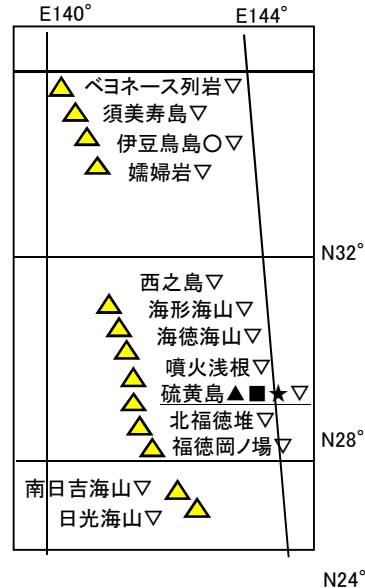 E140° E144°
ベヨネース列岩▽
須美寿島▽
伊豆鳥島○▽
孀婦岩▽
N32°
西之島▽
海形海山▽
海徳海山▽
噴火浅根▽
硫黄島▲■★▽
北福徳堆▽
福徳岡ノ場▽
N28°
南日吉海山▽
日光海山▽
N24°